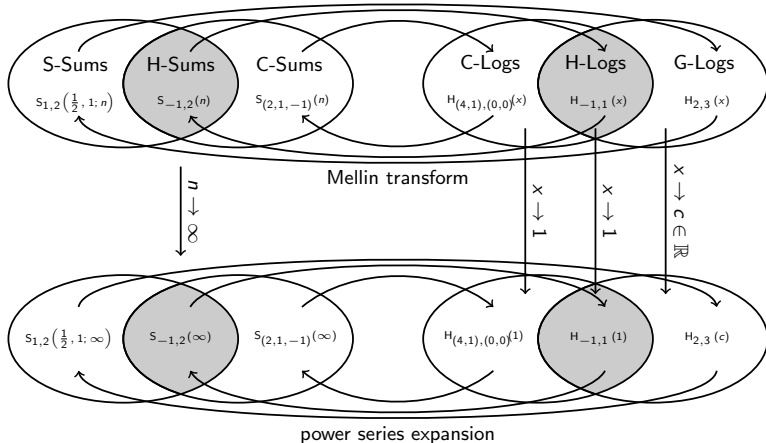 S-Sums H-Sums C-Sums C-Logs H-Logs G-Logs
S₁,₂(½, 1; n) S₋₁,₂(n) S₍₂,₁,₋₁₎(n) H₍₄,₁₎,₍₀,₀₎(x) H₋₁,₁(x) H₂,₃(x)
Mellin transform
n → ∞
x → 1
x → 1
x → c ∈ ℝ
S₁,₂(½, 1; ∞) S₋₁,₂(∞) S₍₂,₁,₋₁₎(∞) H₍₄,₁₎,₍₀,₀₎(1) H₋₁,₁(1) H₂,₃(c)
power series expansion